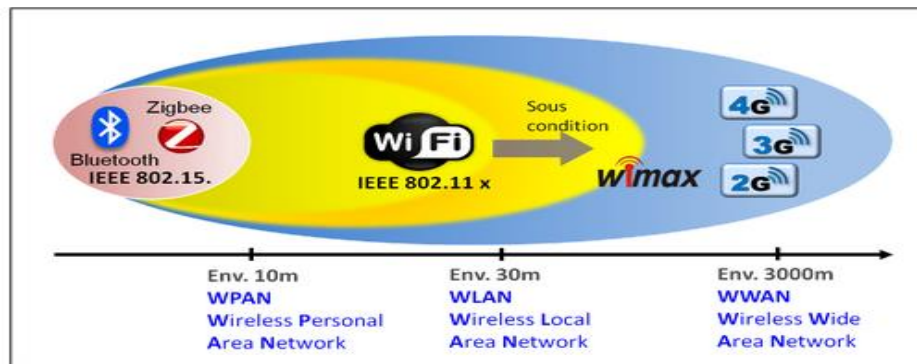 Zigbee
Bluetooth
IEEE 802.15.
Wi Fi
IEEE 802.11 x
Sous
condition
wimax
4G
3G
2G
Env. 10m
WPAN
Wireless Personal
Area Network
Env. 30m
WLAN
Wireless Local
Area Network
Env. 3000m
WWAN
Wireless Wide
Area Network